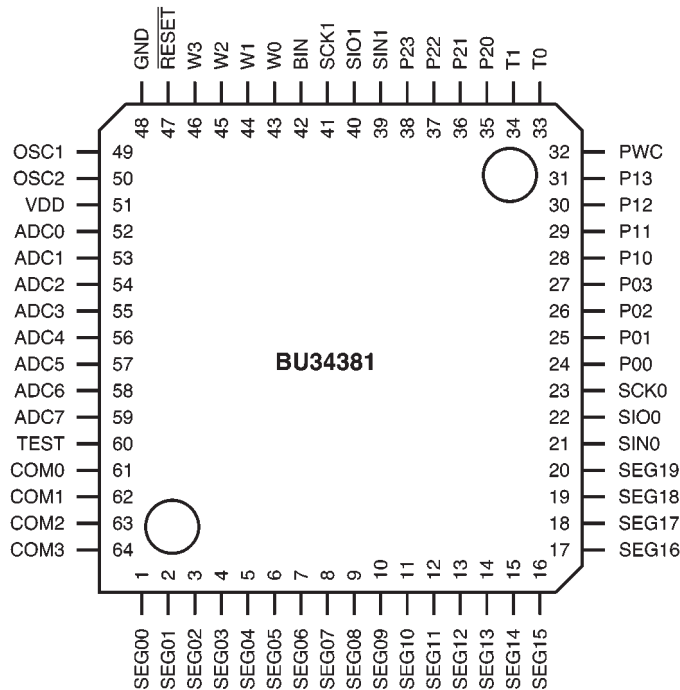 GND RESET W3 W2 W1 W0 BIN SCK1 SIO1 SIN1 P23 P22 P21 P20 T1 T0
48 47 46 45 44 43 42 41 40 39 38 37 36 35 34 33
OSC1 49 32 PWC
OSC2 50 31 P13
VDD 51 30 P12
ADC0 52 29 P11
ADC1 53 28 P10
ADC2 54 27 P03
ADC3 55 26 P02
ADC4 56 25 P01
ADC5 57 24 P00
BU34381
ADC6 58 23 SCK0
ADC7 59 22 SIO0
TEST 60 21 SIN0
COM0 61 20 SEG19
COM1 62 19 SEG18
COM2 63 18 SEG17
COM3 64 17 SEG16
1 2 3 4 5 6 7 8 9 10 11 12 13 14 15 16
SEG00 SEG01 SEG02 SEG03 SEG04 SEG05 SEG06 SEG07 SEG08 SEG09 SEG10 SEG11 SEG12 SEG13 SEG14 SEG15